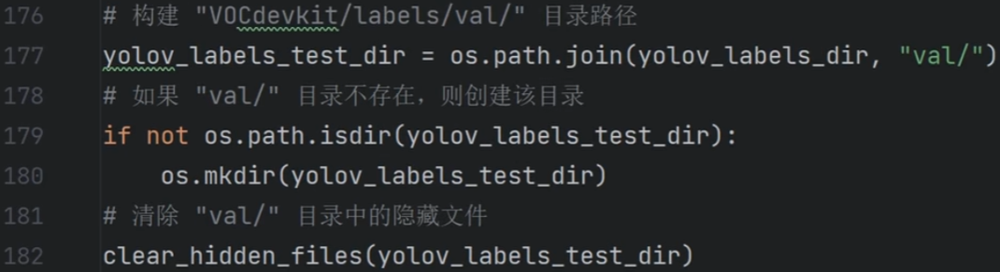 176 # 构建 "VOCdevkit/labels/val/" 目录路径
177 yolov_labels_test_dir = os.path.join(yolov_labels_dir, "val/")
178 # 如果 "val/" 目录不存在，则创建该目录
179 if not os.path.isdir(yolov_labels_test_dir):
180     os.mkdir(yolov_labels_test_dir)
181 # 清除 "val/" 目录中的隐藏文件
182 clear_hidden_files(yolov_labels_test_dir)